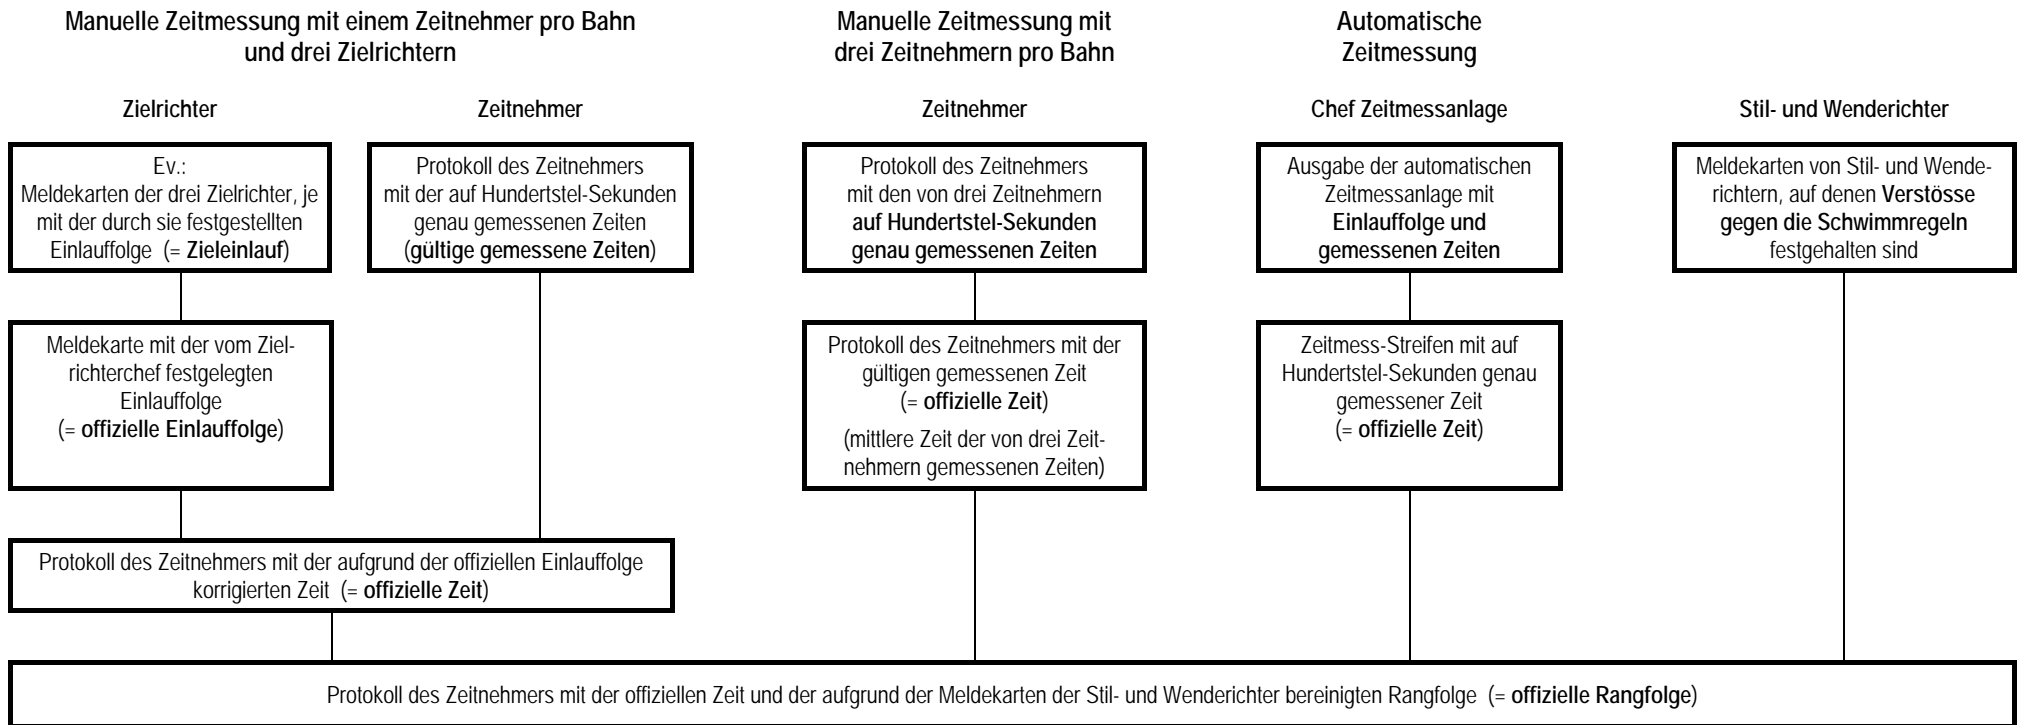 Manuelle Zeitmessung mit einem Zeitnehmer pro Bahn
und drei Zielrichtern
Manuelle Zeitmessung mit
drei Zeitnehmern pro Bahn
Automatische
Zeitmessung
Zielrichter
Zeitnehmer
Zeitnehmer
Chef Zeitmessanlage
Stil- und Wenderichter
Ev.:
Meldekarten der drei Zielrichter, je
mit der durch sie festgestellten
Einlauffolge (= Zieleinlauf)
Protokoll des Zeitnehmers
mit der auf Hundertstel-Sekunden
genau gemessenen Zeiten
(gültige gemessene Zeiten)
Protokoll des Zeitnehmers
mit den von drei Zeitnehmern
auf Hundertstel-Sekunden
genau gemessenen Zeiten
Ausgabe der automatischen
Zeitmessanlage mit
Einlauffolge und
gemessenen Zeiten
Meldekarten von Stil- und Wende-
richtern, auf denen Verstösse
gegen die Schwimmregeln
festgehalten sind
Meldekarte mit der vom Ziel-
richterchef festgelegten
Einlauffolge
(= offizielle Einlauffolge)
Protokoll des Zeitnehmers mit der
gültigen gemessenen Zeit
(= offizielle Zeit)
(mittlere Zeit der von drei Zeit-
nehmern gemessenen Zeiten)
Zeitmess-Streifen mit auf
Hundertstel-Sekunden genau
gemessener Zeit
(= offizielle Zeit)
Protokoll des Zeitnehmers mit der aufgrund der offiziellen Einlauffolge
korrigierten Zeit (= offizielle Zeit)
Protokoll des Zeitnehmers mit der offiziellen Zeit und der aufgrund der Meldekarten der Stil- und Wenderichter bereinigten Rangfolge (= offizielle Rangfolge)